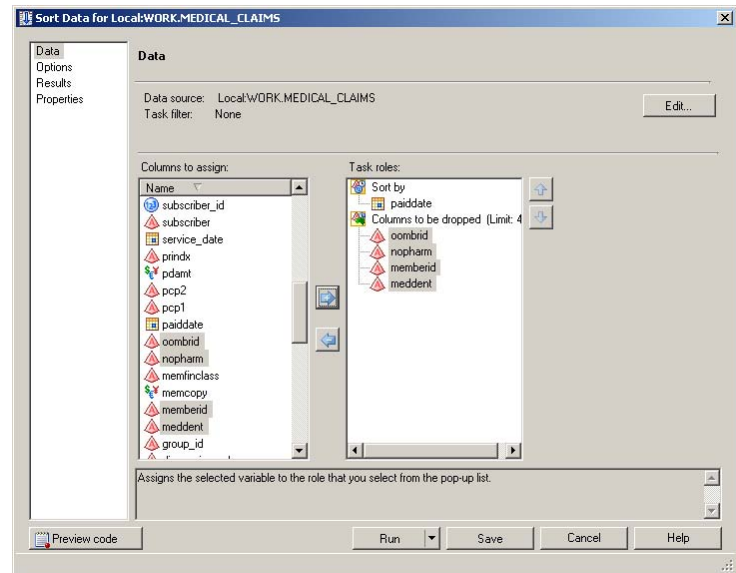 Sort Data for Local:WORK.MEDICAL_CLAIMS
Data
Options
Results
Properties
Data
Data source: Local:WORK.MEDICAL_CLAIMS
Task filter: None
Edit...
Columns to assign:
Name
subscriber_id
subscriber
service_date
prindx
pdamt
pcp2
pcp1
paiddate
oombrid
nopharm
memfinclass
memcopy
memberid
meddent
group_id
Task roles:
Sort by
paiddate
Columns to be dropped (Limit: 4
oombrid
nopharm
memberid
meddent
Assigns the selected variable to the role that you select from the pop-up list.
Preview code
Run
Save
Cancel
Help